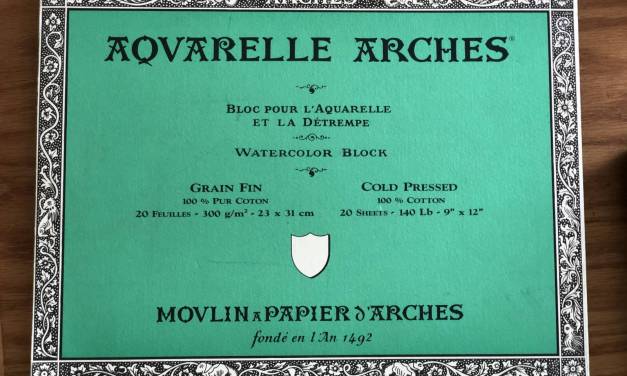 AQVARELLE ARCHES®
BLOC POUR L'AQUARELLE
ET LA DÉTREMPE
WATERCOLOR BLOCK
GRAIN FIN
100 % PUR COTON
20 FEUILLES - 300 g/m² - 23 x 31 cm
COLD PRESSED
100 % COTTON
20 SHEETS - 140 Lb - 9" x 12"
MOVLIN A PAPIER d'ARCHES
fondé en l'An 1492